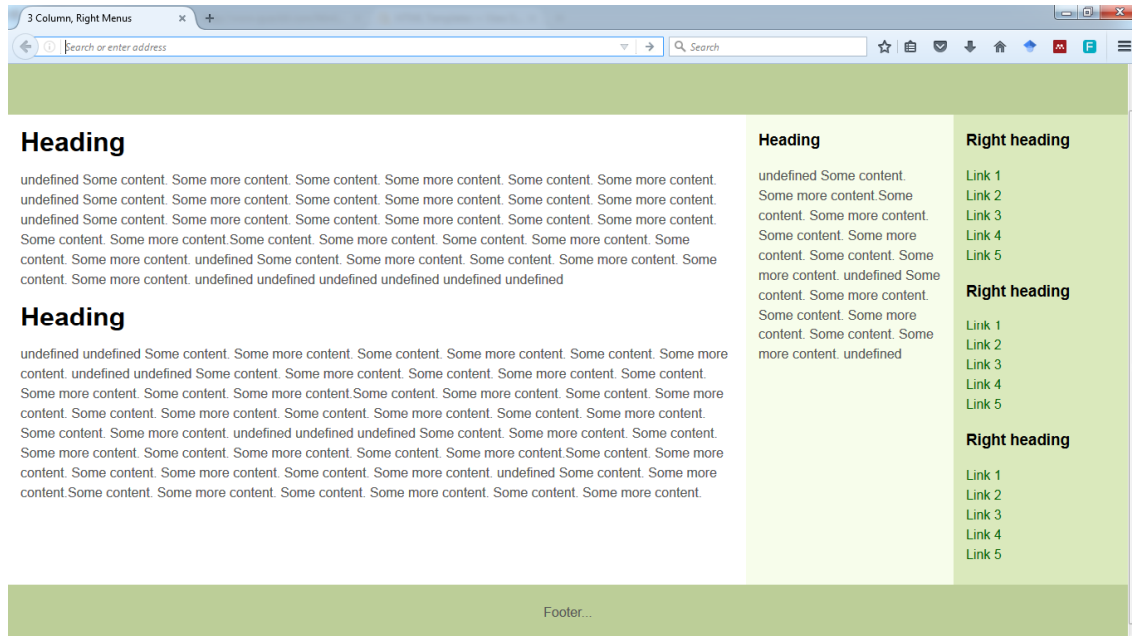 3 Column, Right Menus
Search or enter address
Search
Heading
undefined Some content. Some more content. Some content. Some more content. Some content. Some more content.
undefined Some content. Some more content. Some content. Some more content. Some content. Some more content.
undefined Some content. Some more content. Some content. Some more content. Some content. Some more content.
Some content. Some more content.Some content. Some more content. Some content. Some more content. Some
content. Some more content. undefined Some content. Some more content. Some content. Some more content. Some
content. Some more content. undefined undefined undefined undefined undefined undefined
Heading
undefined undefined Some content. Some more content. Some content. Some more content. Some content. Some more
content. undefined undefined Some content. Some more content. Some content. Some more content. Some content.
Some more content. Some content. Some more content.Some content. Some more content. Some content. Some more
content. Some content. Some more content. Some content. Some more content. Some content. Some more content.
Some content. Some more content. undefined undefined undefined Some content. Some more content. Some content.
Some more content. Some content. Some more content. Some content. Some more content.Some content. Some more
content. Some content. Some more content. Some content. Some more content. undefined Some content. Some more
content.Some content. Some more content. Some content. Some more content. Some content. Some more content.
Heading
undefined Some content.
Some more content.Some
content. Some more content.
Some content. Some more
content. Some content. Some
more content. undefined Some
content. Some more content.
Some content. Some more
content. Some content. Some
more content. undefined
Right heading
Link 1
Link 2
Link 3
Link 4
Link 5
Right heading
Link 1
Link 2
Link 3
Link 4
Link 5
Right heading
Link 1
Link 2
Link 3
Link 4
Link 5
Footer...